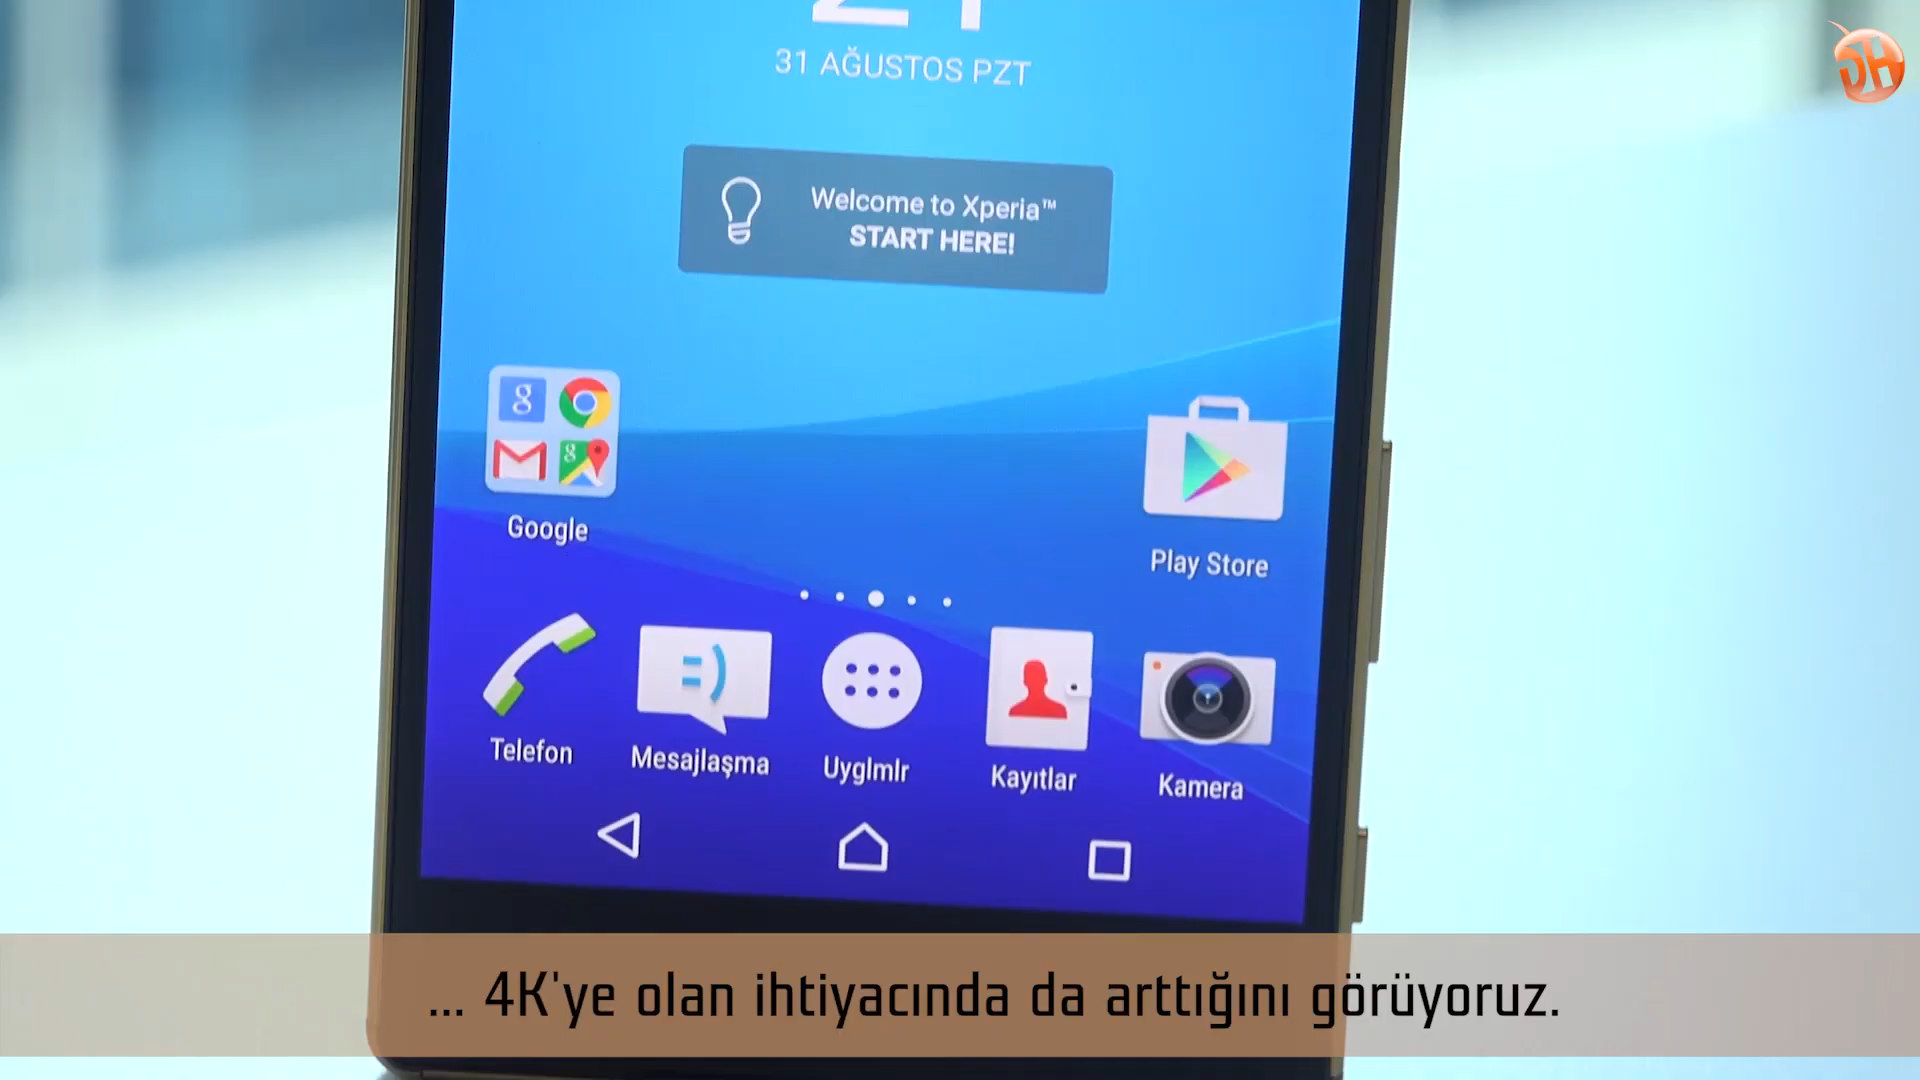 31 AĞUSTOS PZT
DH
Welcome to Xperia™
START HERE!
Google
Play Store
Telefon
Mesajlaşma
Uyglmlr
Kayıtlar
Kamera
... 4K'ye olan ihtiyacında da arttığını görüyoruz.